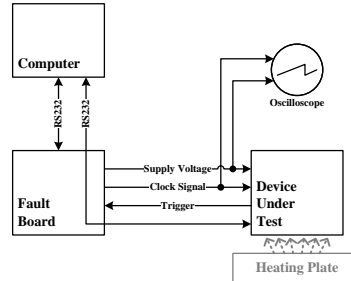 Computer
Oscilloscope
RS232
RS232
Supply Voltage
Clock Signal
Trigger
Fault
Board
Device
Under
Test
Heating Plate